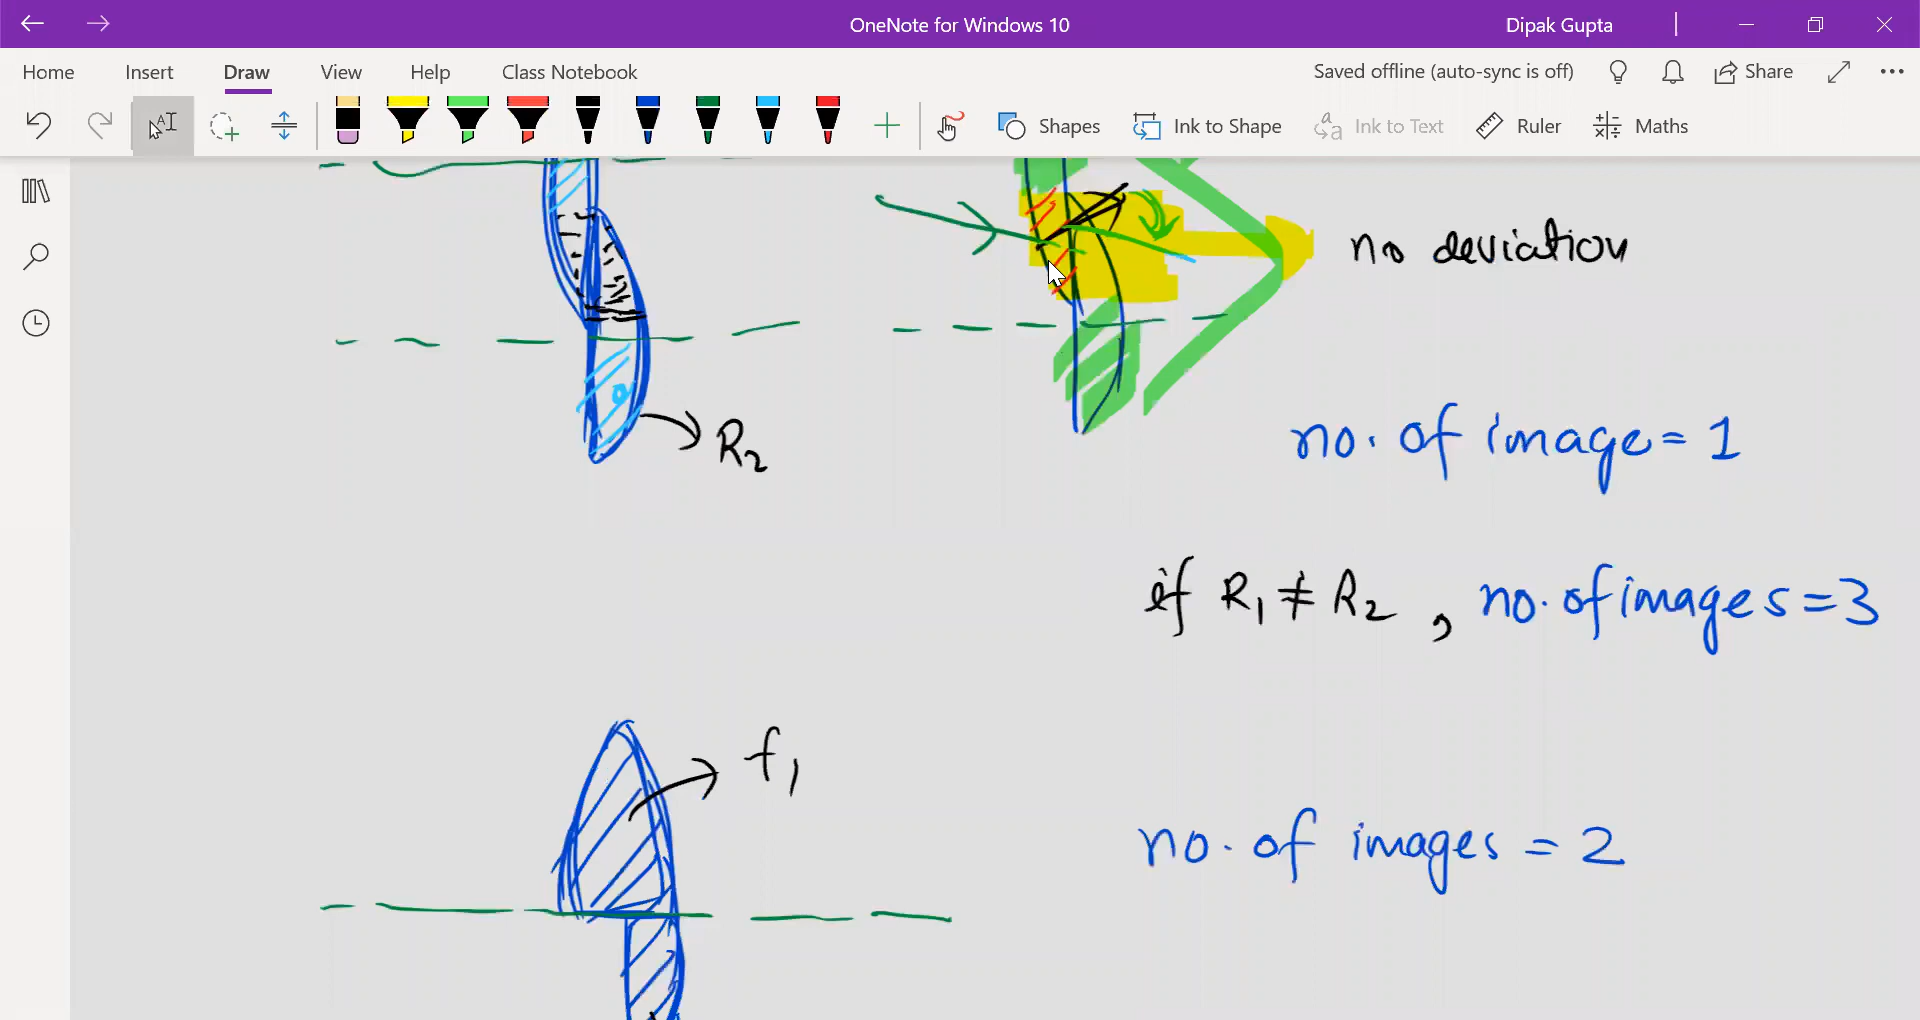 OneNote for Windows 10
Dipak Gupta
Home Insert Draw View Help Class Notebook
Saved offline (auto-sync is off) Share
Shapes Ink to Shape Ink to Text Ruler Maths
no deviation
R₂
no. of image = 1
if R₁ ≠ R₂ , no. of images = 3
f₁
no. of images = 2